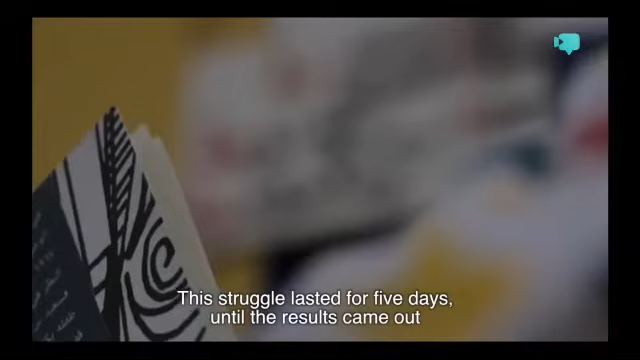 This struggle lasted for five days,
until the results came out